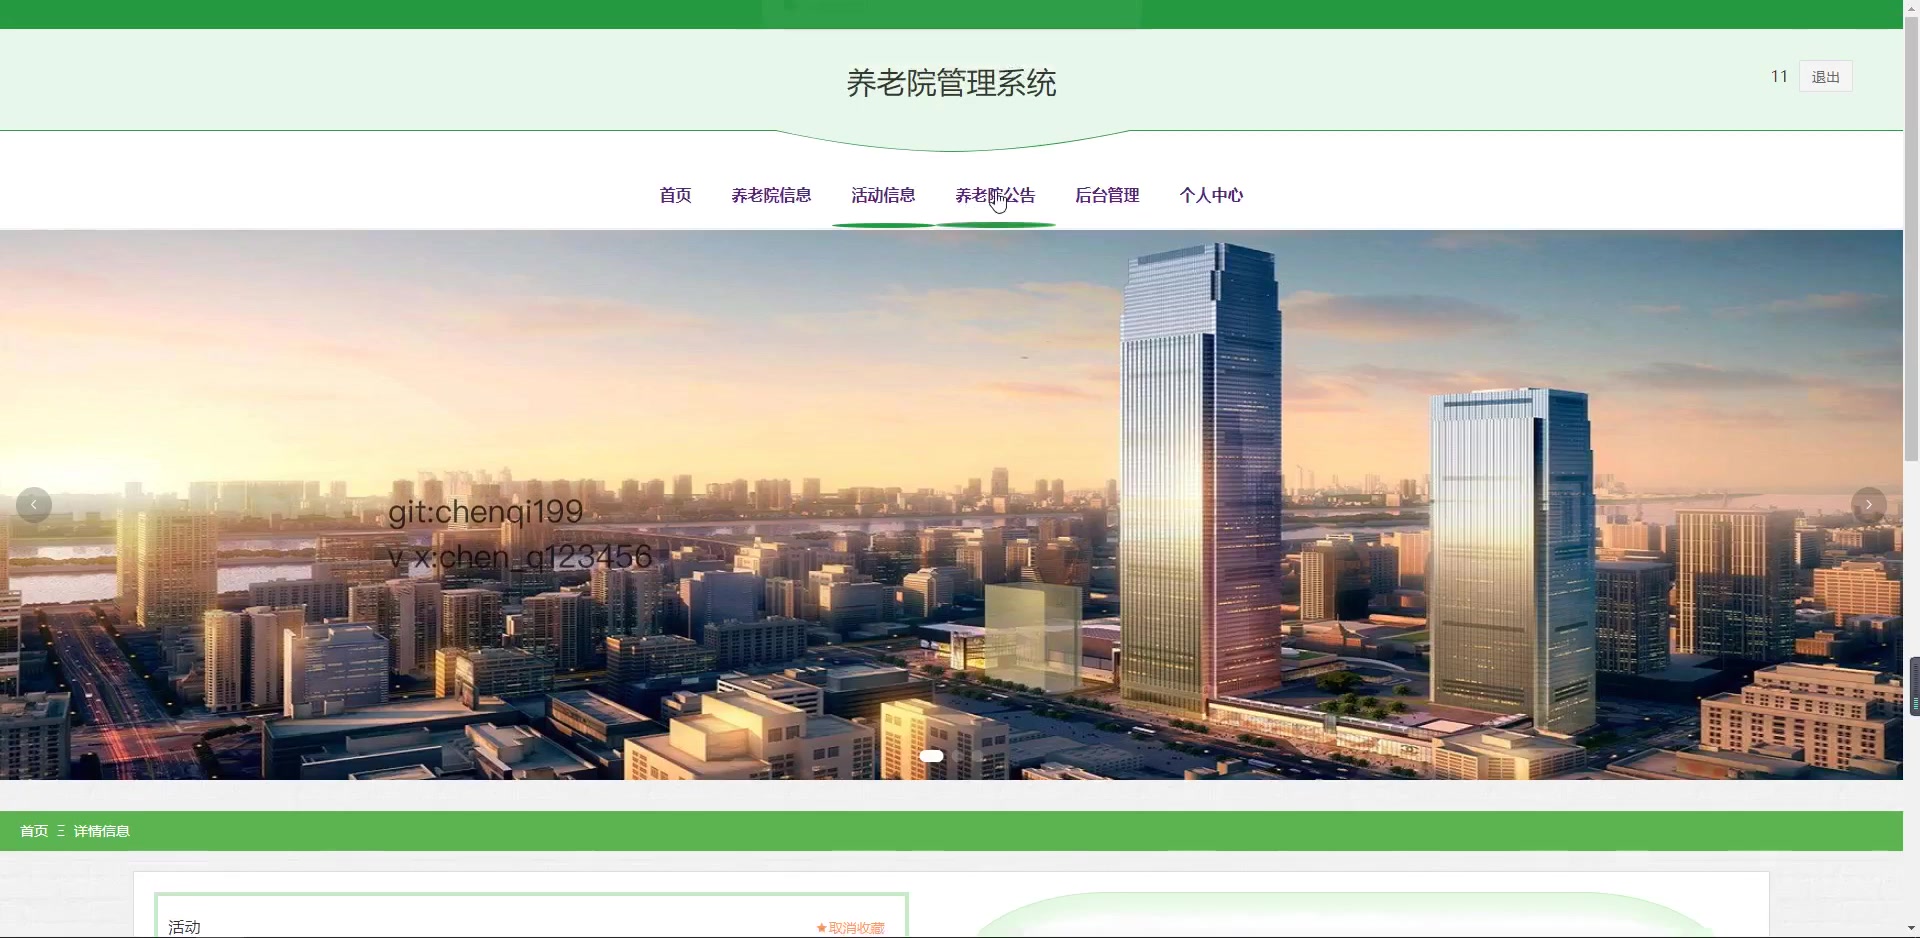 养老院管理系统
11 退出
首页 养老院信息 活动信息 养老院公告 后台管理 个人中心
git:chenqi199
v x:chen_q123456
首页 Ξ 详情信息
活动 ★取消收藏